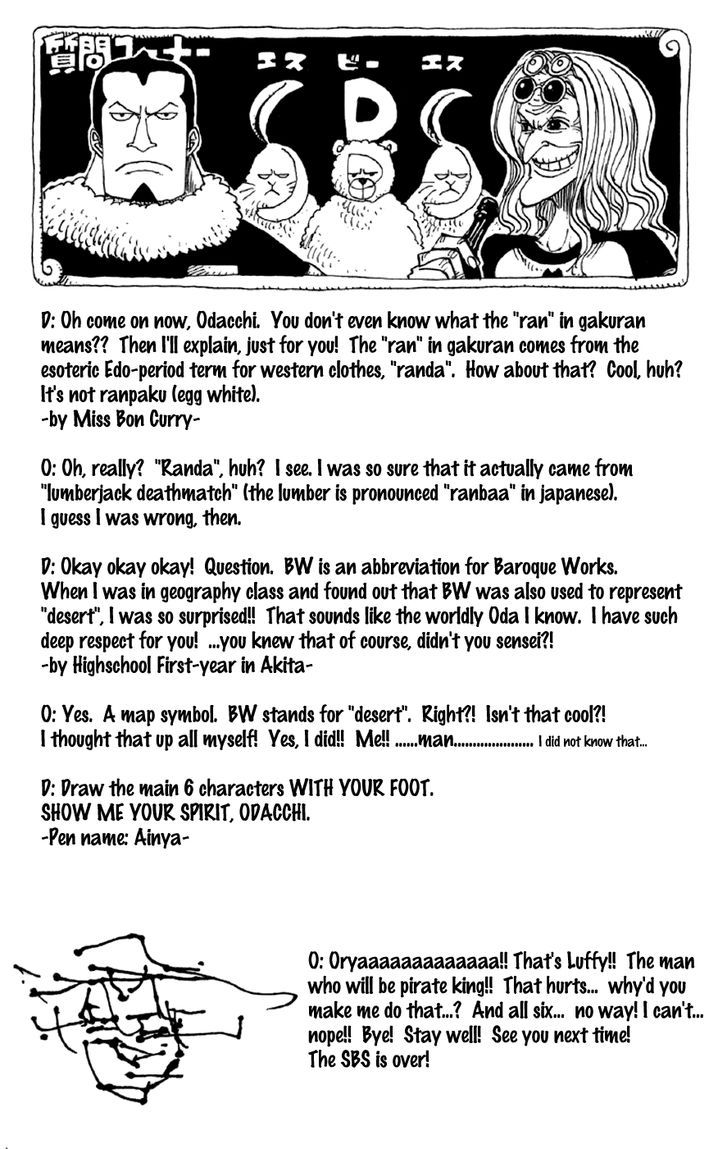 質問コーナー
エス ビー エス
D
D: Oh come on now, Odacchi. You don't even know what the "ran" in gakuran
means?? Then I'll explain, just for you! The "ran" in gakuran comes from the
esoteric Edo-period term for western clothes, "randa". How about that? Cool, huh?
It's not ranpaku (egg white).
-by Miss Bon Curry-
O: Oh, really? "Randa", huh? I see. I was so sure that it actually came from
"lumberjack deathmatch" (the lumber is pronounced "ranbaa" in japanese).
I guess I was wrong, then.
D: Okay okay okay! Question. BW is an abbreviation for Baroque Works.
When I was in geography class and found out that BW was also used to represent
"desert", I was so surprised!! That sounds like the worldly Oda I know. I have such
deep respect for you! ...you knew that of course, didn't you sensei?!
-by Highschool First-year in Akita-
O: Yes. A map symbol. BW stands for "desert". Right?! Isn't that cool?!
I thought that up all myself! Yes, I did!! Me!! ......man...................... I did not know that...
D: Draw the main 6 characters WITH YOUR FOOT.
SHOW ME YOUR SPIRIT, ODACCHI.
-Pen name: Ainya-
O: Oryaaaaaaaaaaaaa!! That's Luffy!! The man
who will be pirate king!! That hurts... why'd you
make me do that...? And all six... no way! I can't...
nope!! Bye! Stay well! See you next time!
The SBS is over!